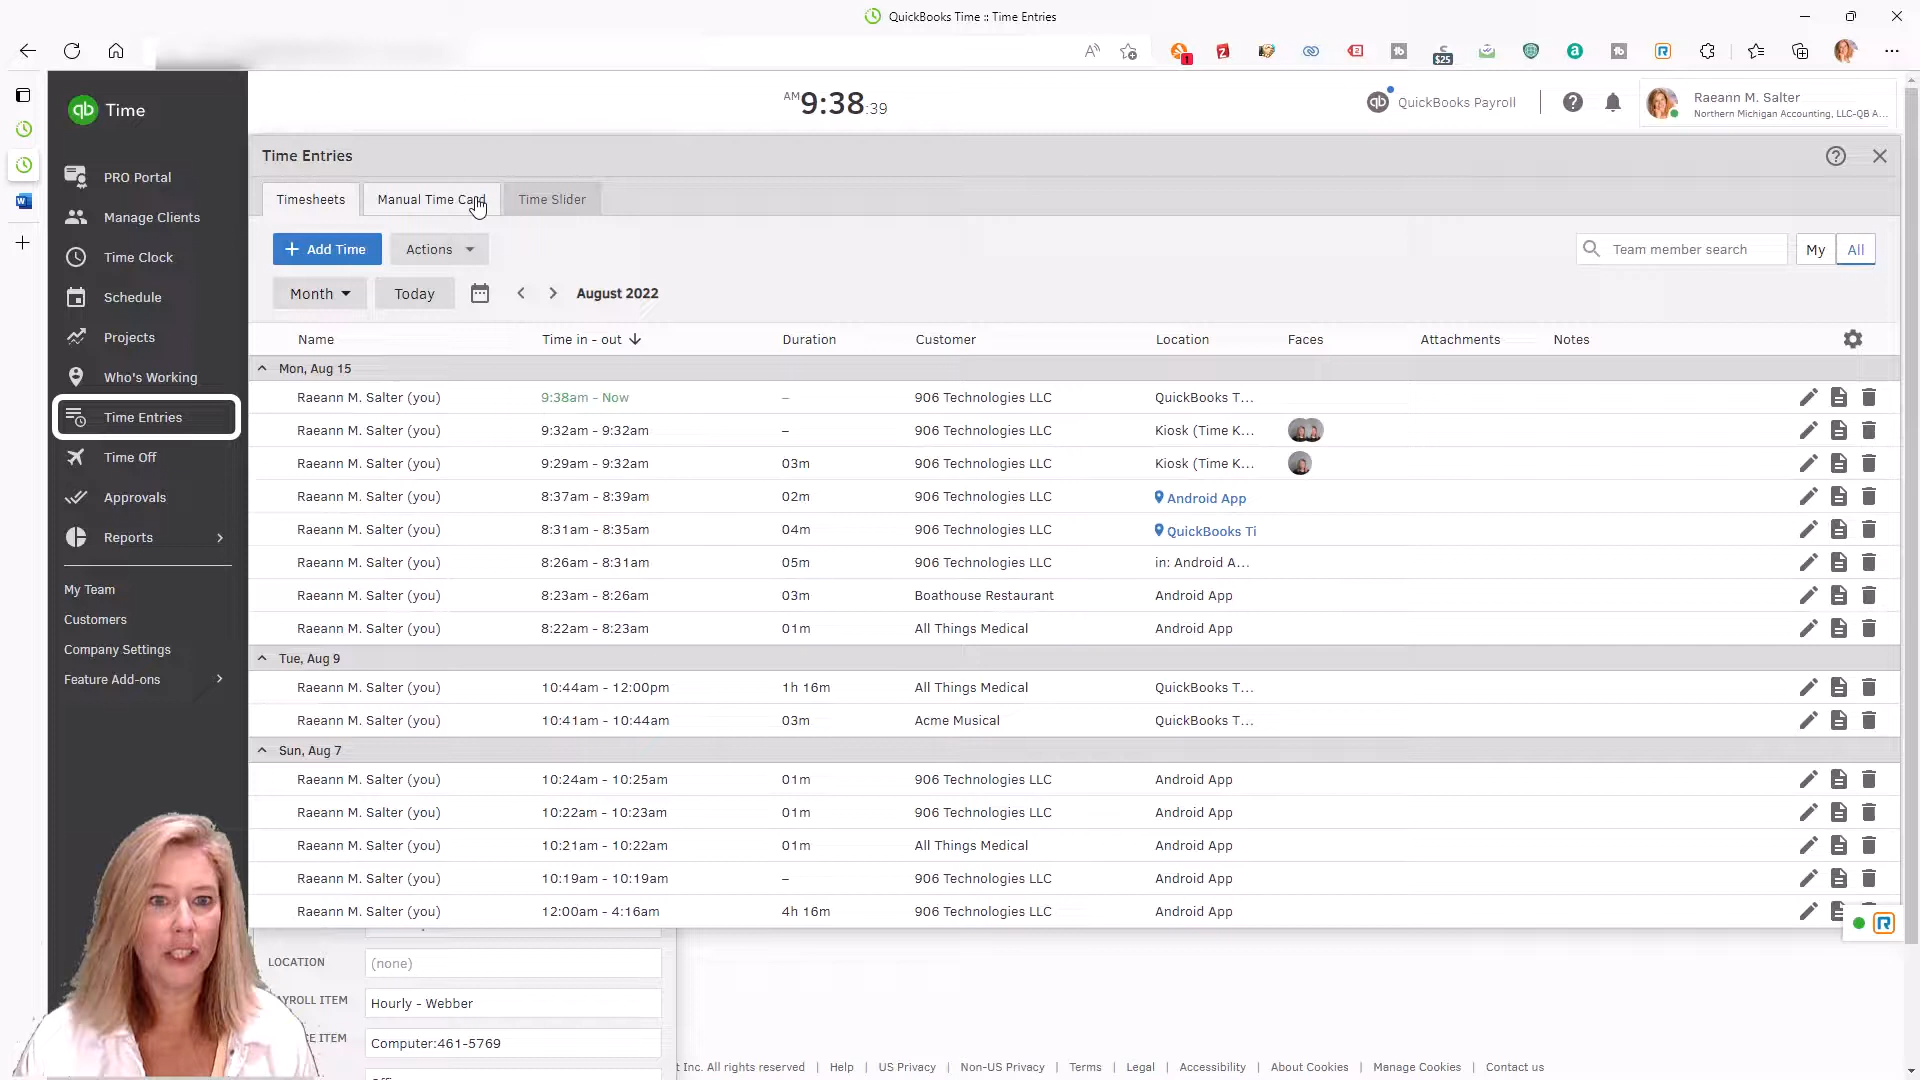 QuickBooks Time :: Time Entries
$25
qb Time
AM 9:38:39
qb QuickBooks Payroll
Raeann M. Salter
Northern Michigan Accounting, LLC-QB A...
PRO Portal
Manage Clients
Time Clock
Schedule
Projects
Who's Working
Time Entries
Time Off
Approvals
Reports
My Team
Customers
Company Settings
Feature Add-ons
Time Entries
Timesheets Manual Time Card Time Slider
+ Add Time Actions Team member search My All
Month Today August 2022
Name Time in - out Duration Customer Location Faces Attachments Notes
Mon, Aug 15
Raeann M. Salter (you) 9:38am - Now – 906 Technologies LLC QuickBooks T...
Raeann M. Salter (you) 9:32am - 9:32am – 906 Technologies LLC Kiosk (Time K...
Raeann M. Salter (you) 9:29am - 9:32am 03m 906 Technologies LLC Kiosk (Time K...
Raeann M. Salter (you) 8:37am - 8:39am 02m 906 Technologies LLC Android App
Raeann M. Salter (you) 8:31am - 8:35am 04m 906 Technologies LLC QuickBooks Ti
Raeann M. Salter (you) 8:26am - 8:31am 05m 906 Technologies LLC in: Android A...
Raeann M. Salter (you) 8:23am - 8:26am 03m Boathouse Restaurant Android App
Raeann M. Salter (you) 8:22am - 8:23am 01m All Things Medical Android App
Tue, Aug 9
Raeann M. Salter (you) 10:44am - 12:00pm 1h 16m All Things Medical QuickBooks T...
Raeann M. Salter (you) 10:41am - 10:44am 03m Acme Musical QuickBooks T...
Sun, Aug 7
Raeann M. Salter (you) 10:24am - 10:25am 01m 906 Technologies LLC Android App
Raeann M. Salter (you) 10:22am - 10:23am 01m 906 Technologies LLC Android App
Raeann M. Salter (you) 10:21am - 10:22am 01m All Things Medical Android App
Raeann M. Salter (you) 10:19am - 10:19am – 906 Technologies LLC Android App
Raeann M. Salter (you) 12:00am - 4:16am 4h 16m 906 Technologies LLC Android App
LOCATION (none)
AYROLL ITEM Hourly - Webber
CE ITEM Computer:461-5769
t Inc. All rights reserved | Help | US Privacy | Non-US Privacy | Terms | Legal | Accessibility | About Cookies | Manage Cookies | Contact us